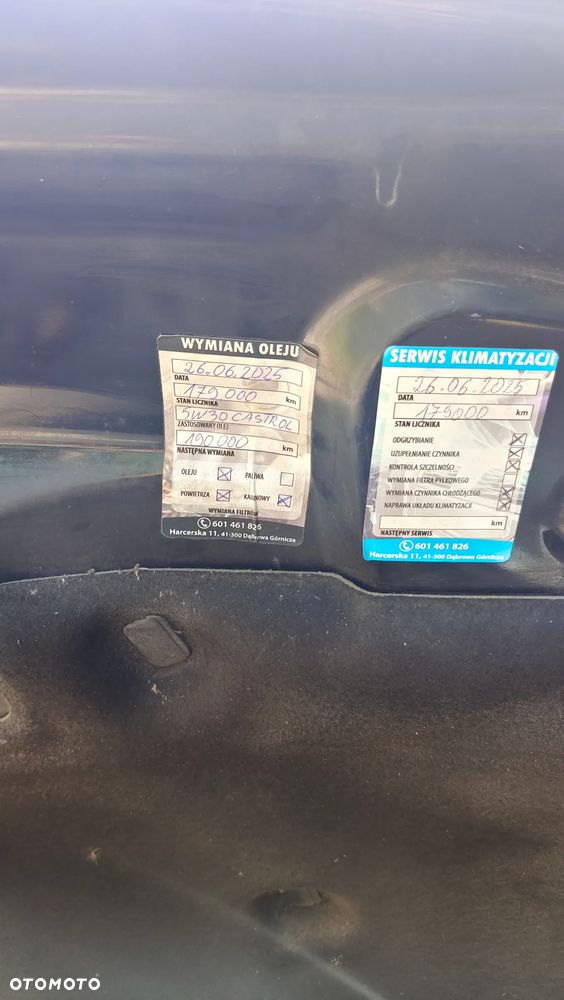 WYMIANA OLEJU
26.06.2025
DATA
179 000 km
STAN LICZNIKA
5W30 CASTROL
ZASTOSOWANY OLEJ
190 000 km
NASTĘPNA WYMIANA
OLEJU PALIWA
POWIETRZA KABINOWY
WYMIANA FILTRÓW
601 461 826
Harcerska 11, 41-300 Dąbrowa Górnicza
SERWIS KLIMATYZACJI
26.06.2025
DATA
179000 km
STAN LICZNIKA
ODGRZYBIANIE
UZUPEŁNIANIE CZYNNIKA
KONTROLA SZCZELNOŚCI
WYMIANA FILTRA PYŁKOWEGO
WYMIANA CZYNNIKA CHŁODZĄCEGO
NAPRAWA UKŁADU KLIMATYZACJI
km
NASTĘPNY SERWIS
601 461 826
Harcerska 11, 41-300 Dąbrowa Górnicza
OTOMOTO